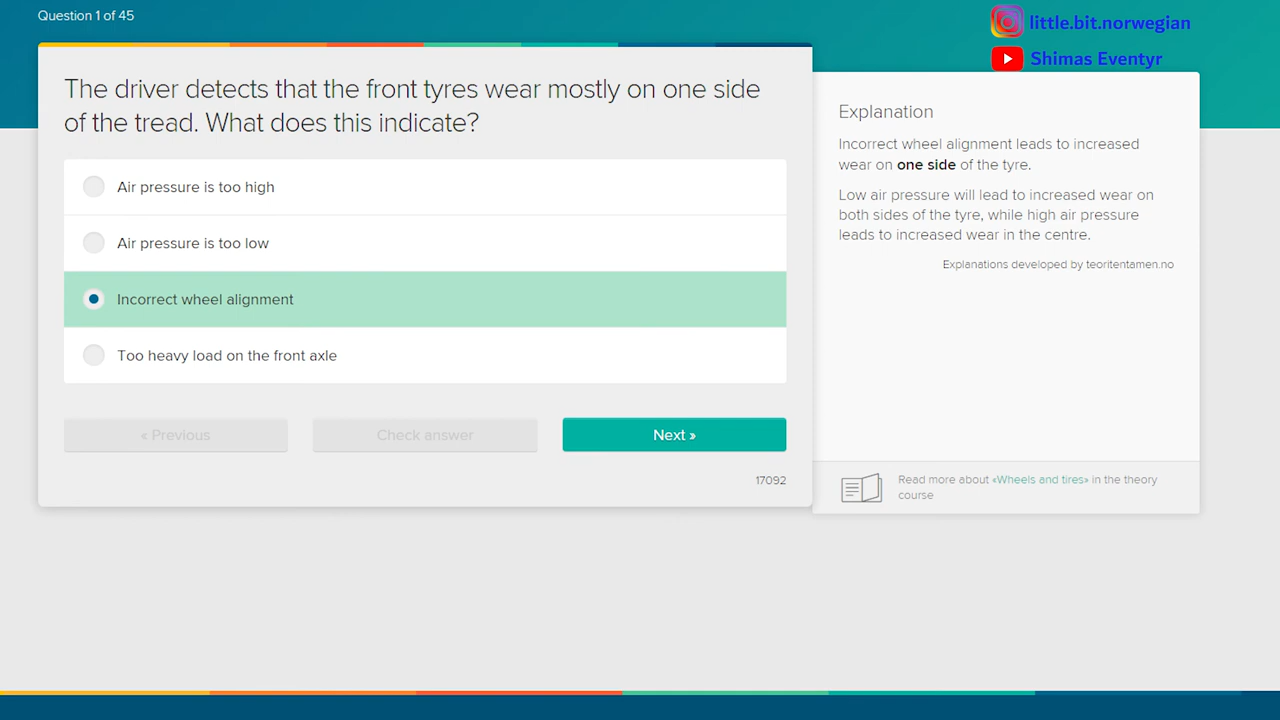 Question 1 of 45
little.bit.norwegian
Shimas Eventyr
The driver detects that the front tyres wear mostly on one side
of the tread. What does this indicate?
Air pressure is too high
Air pressure is too low
Incorrect wheel alignment
Too heavy load on the front axle
« Previous
Check answer
Next »
17092
Explanation
Incorrect wheel alignment leads to increased
wear on one side of the tyre.
Low air pressure will lead to increased wear on
both sides of the tyre, while high air pressure
leads to increased wear in the centre.
Explanations developed by teoritentamen.no
Read more about «Wheels and tires» in the theory
course